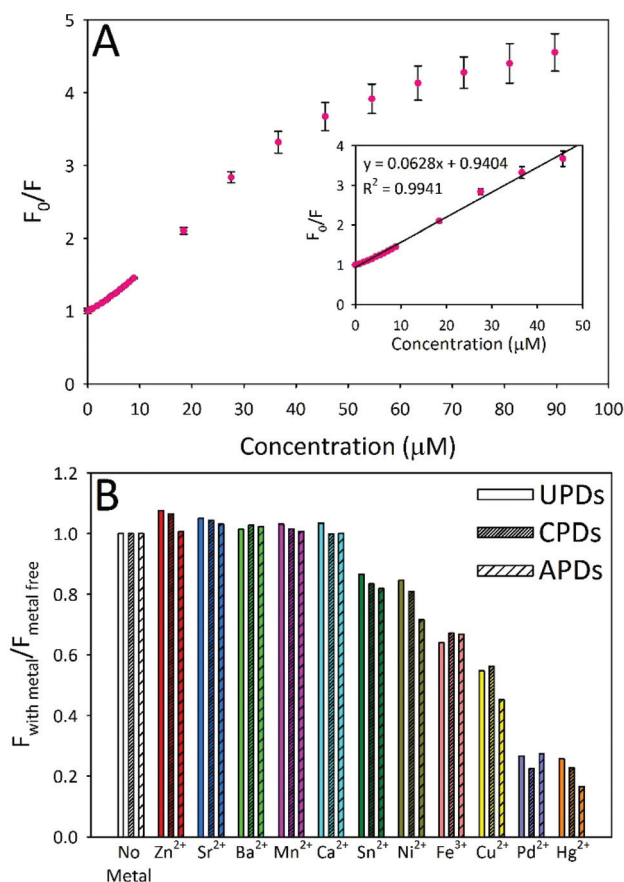 A
5
4
3
2
1
0
F₀/F
0 10 20 30 40 50 60 70 80 90 100
Concentration (μM)
y = 0.0628x + 0.9404
R² = 0.9941
4
3
2
1
0
F₀/F
0 10 20 30 40 50
Concentration (μM)
B
1.2
1.0
0.8
0.6
0.4
0.2
0.0
F with metal/F metal free
UPDs
CPDs
APDs
No Zn²⁺ Sr²⁺ Ba²⁺ Mn²⁺ Ca²⁺ Sn²⁺ Ni²⁺ Fe³⁺ Cu²⁺ Pd²⁺ Hg²⁺
Metal